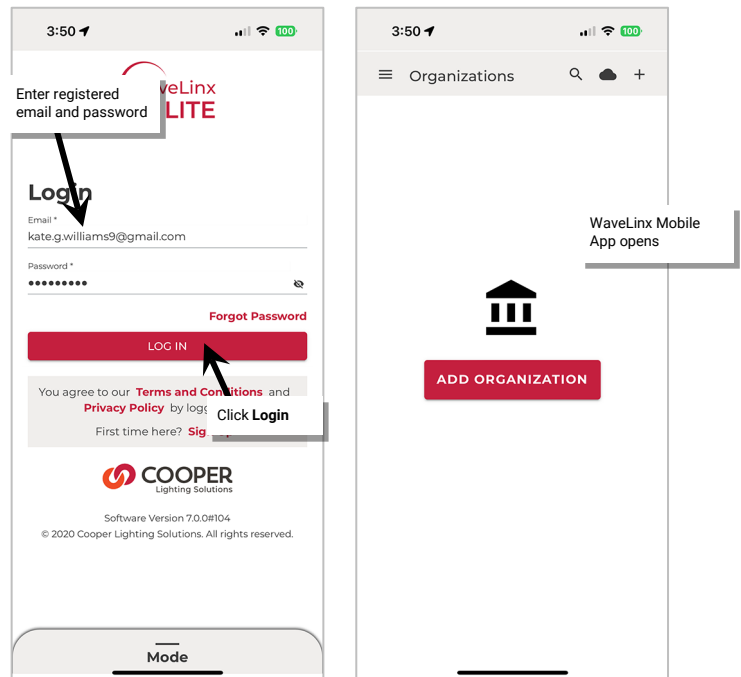 3:50
100
Enter registered
email and password
veLinx
LITE
Login
Email *
kate.g.williams9@gmail.com
Password *
Forgot Password
LOG IN
You agree to our Terms and Conditions and
Privacy Policy by logg
First time here? Sig
Click Login
COOPER
Lighting Solutions
Software Version 7.0.0#104
© 2020 Cooper Lighting Solutions. All rights reserved.
Mode
3:50
100
Organizations
WaveLinx Mobile
App opens
ADD ORGANIZATION